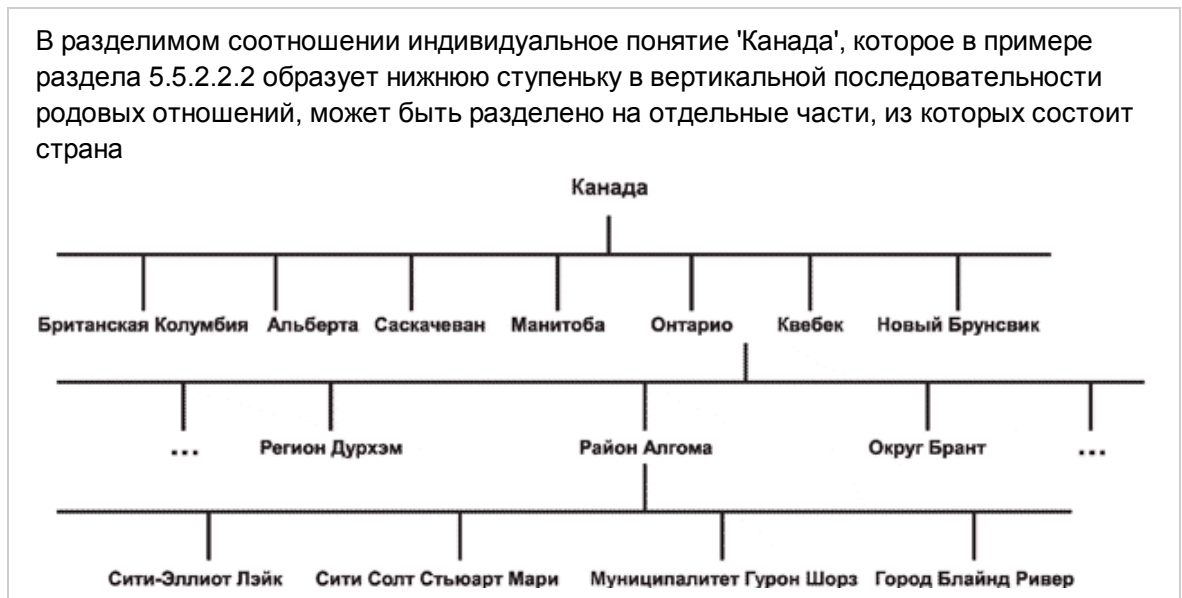 В разделимом соотношении индивидуальное понятие 'Канада', которое в примере
раздела 5.5.2.2.2 образует нижнюю ступеньку в вертикальной последовательности
родовых отношений, может быть разделено на отдельные части, из которых состоит
страна
Канада
Британская Колумбия Альберта Саскачеван Манитоба Онтарио Квебек Новый Брунсвик
... Регион Дурхэм Район Алгома Округ Брант ...
Сити-Эллиот Лэйк Сити Солт Стьюарт Мари Муниципалитет Гурон Шорз Город Блайнд Ривер